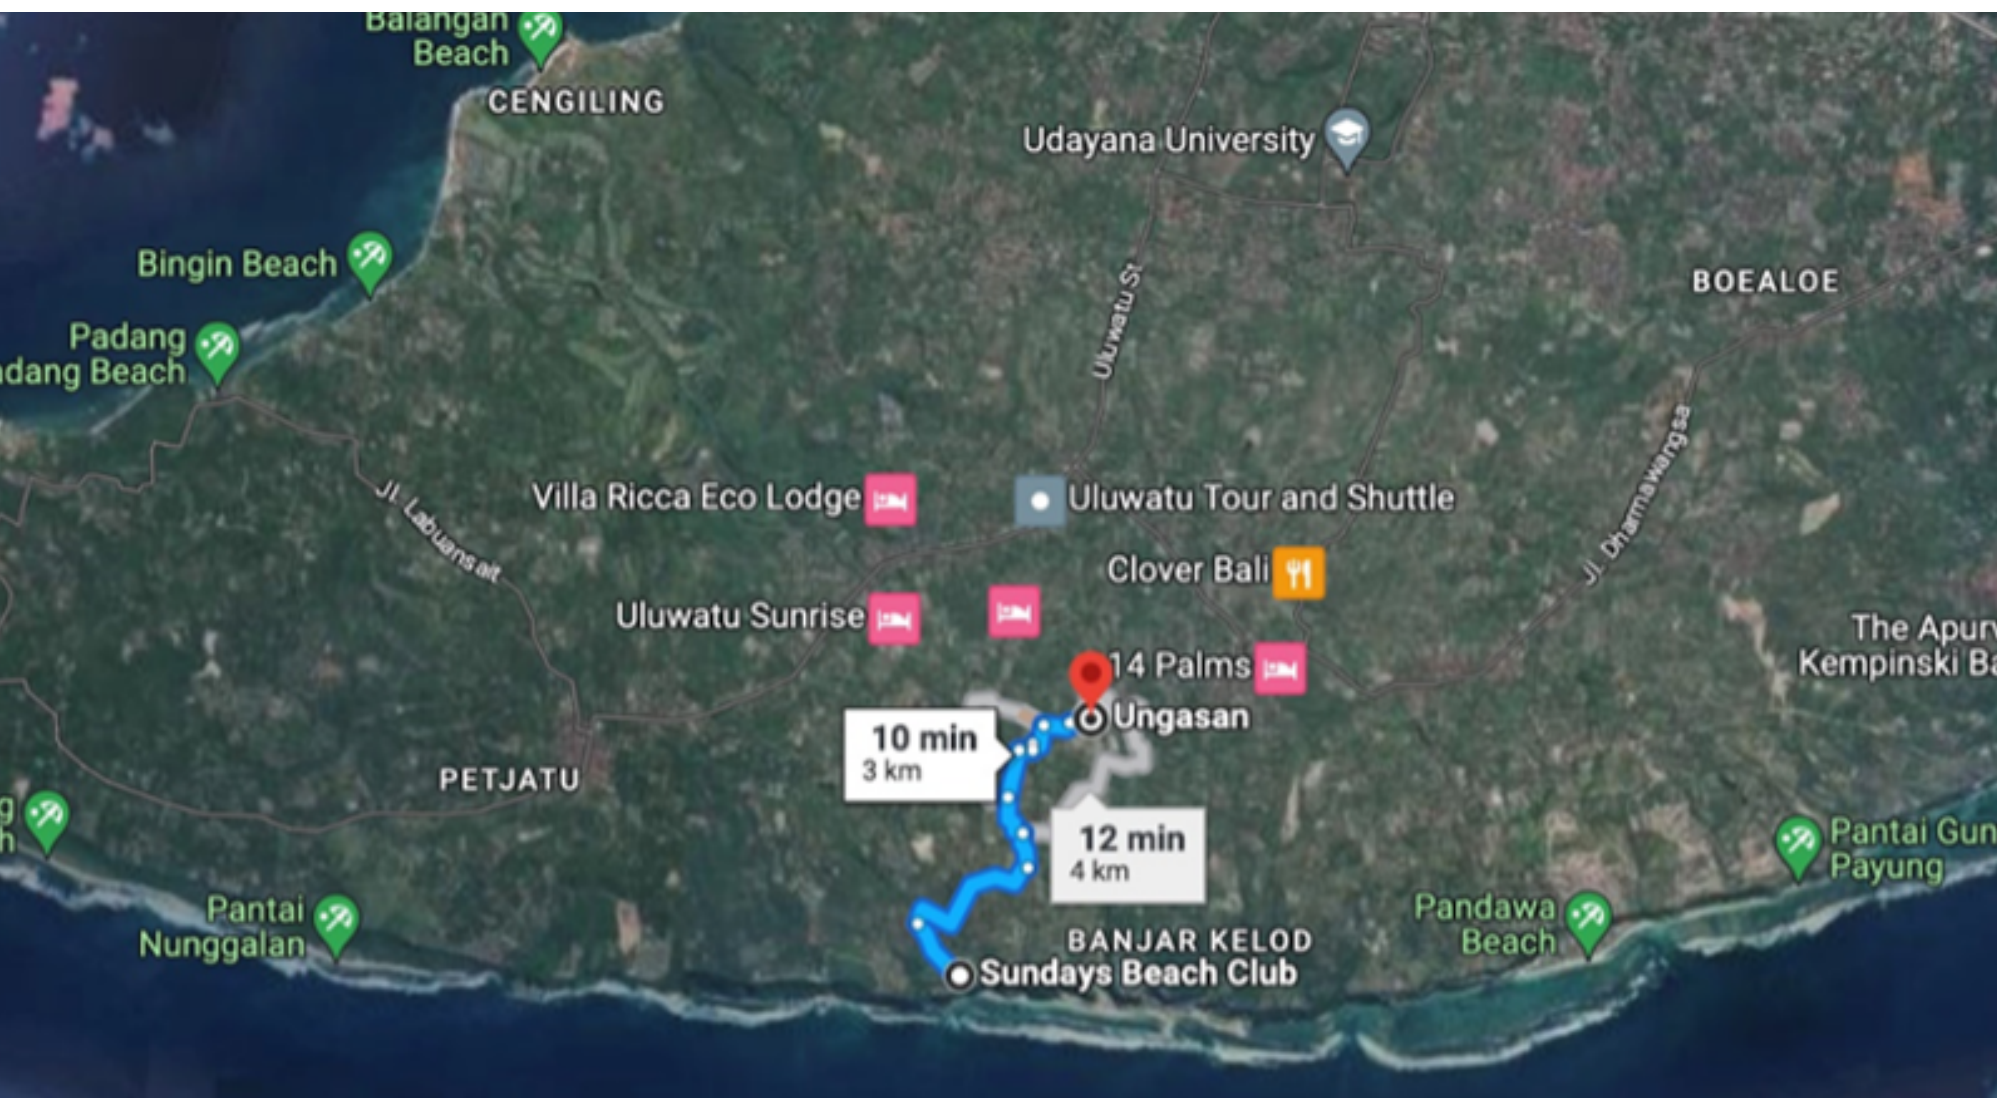 Balangan
Beach
CENGILING
Udayana University
Bingin Beach
BOEALOE
Padang
adang Beach
Uluwatu St
Jl. Dharmawangsa
Jl. Labuansait
Villa Ricca Eco Lodge
Uluwatu Tour and Shuttle
Clover Bali
Uluwatu Sunrise
The Apurv
Kempinski Ba
14 Palms
Ungasan
10 min
3 km
PETJATU
12 min
4 km
g
h
Pantai Gun
Payung
Pantai
Nunggalan
Pandawa
Beach
BANJAR KELOD
Sundays Beach Club